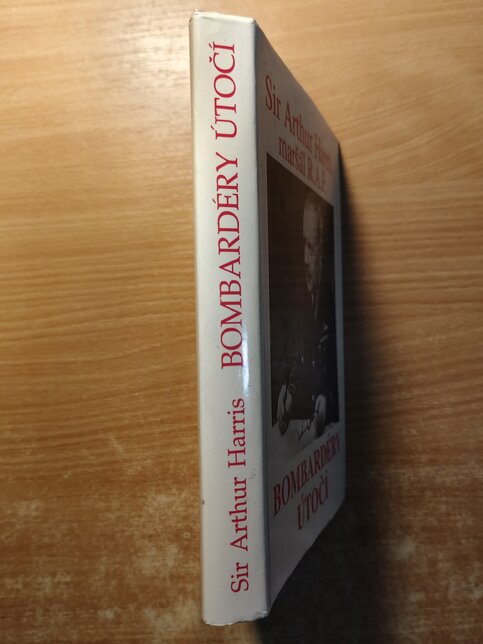 Sir Arthur Harris BOMBARDÉRY ÚTOČÍ
Sir Arthur Harris
maršál R.A.F
BOMBARDÉRY
ÚTOČÍ